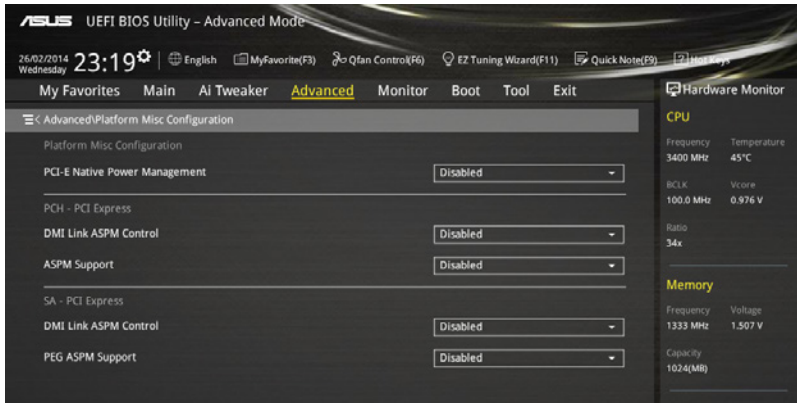 ASUS UEFI BIOS Utility – Advanced Mode
26/02/2014 Wednesday 23:19 English MyFavorite(F3) Qfan Control(F6) EZ Tuning Wizard(F11) Quick Note(F9) ? Hot Keys
My Favorites Main Ai Tweaker Advanced Monitor Boot Tool Exit
< Advanced\Platform Misc Configuration
Platform Misc Configuration
PCI-E Native Power Management Disabled
PCH - PCI Express
DMI Link ASPM Control Disabled
ASPM Support Disabled
SA - PCI Express
DMI Link ASPM Control Disabled
PEG ASPM Support Disabled
Hardware Monitor
CPU
Frequency Temperature
3400 MHz 45°C
BCLK Vcore
100.0 MHz 0.976 V
Ratio
34x
Memory
Frequency Voltage
1333 MHz 1.507 V
Capacity
1024(MB)